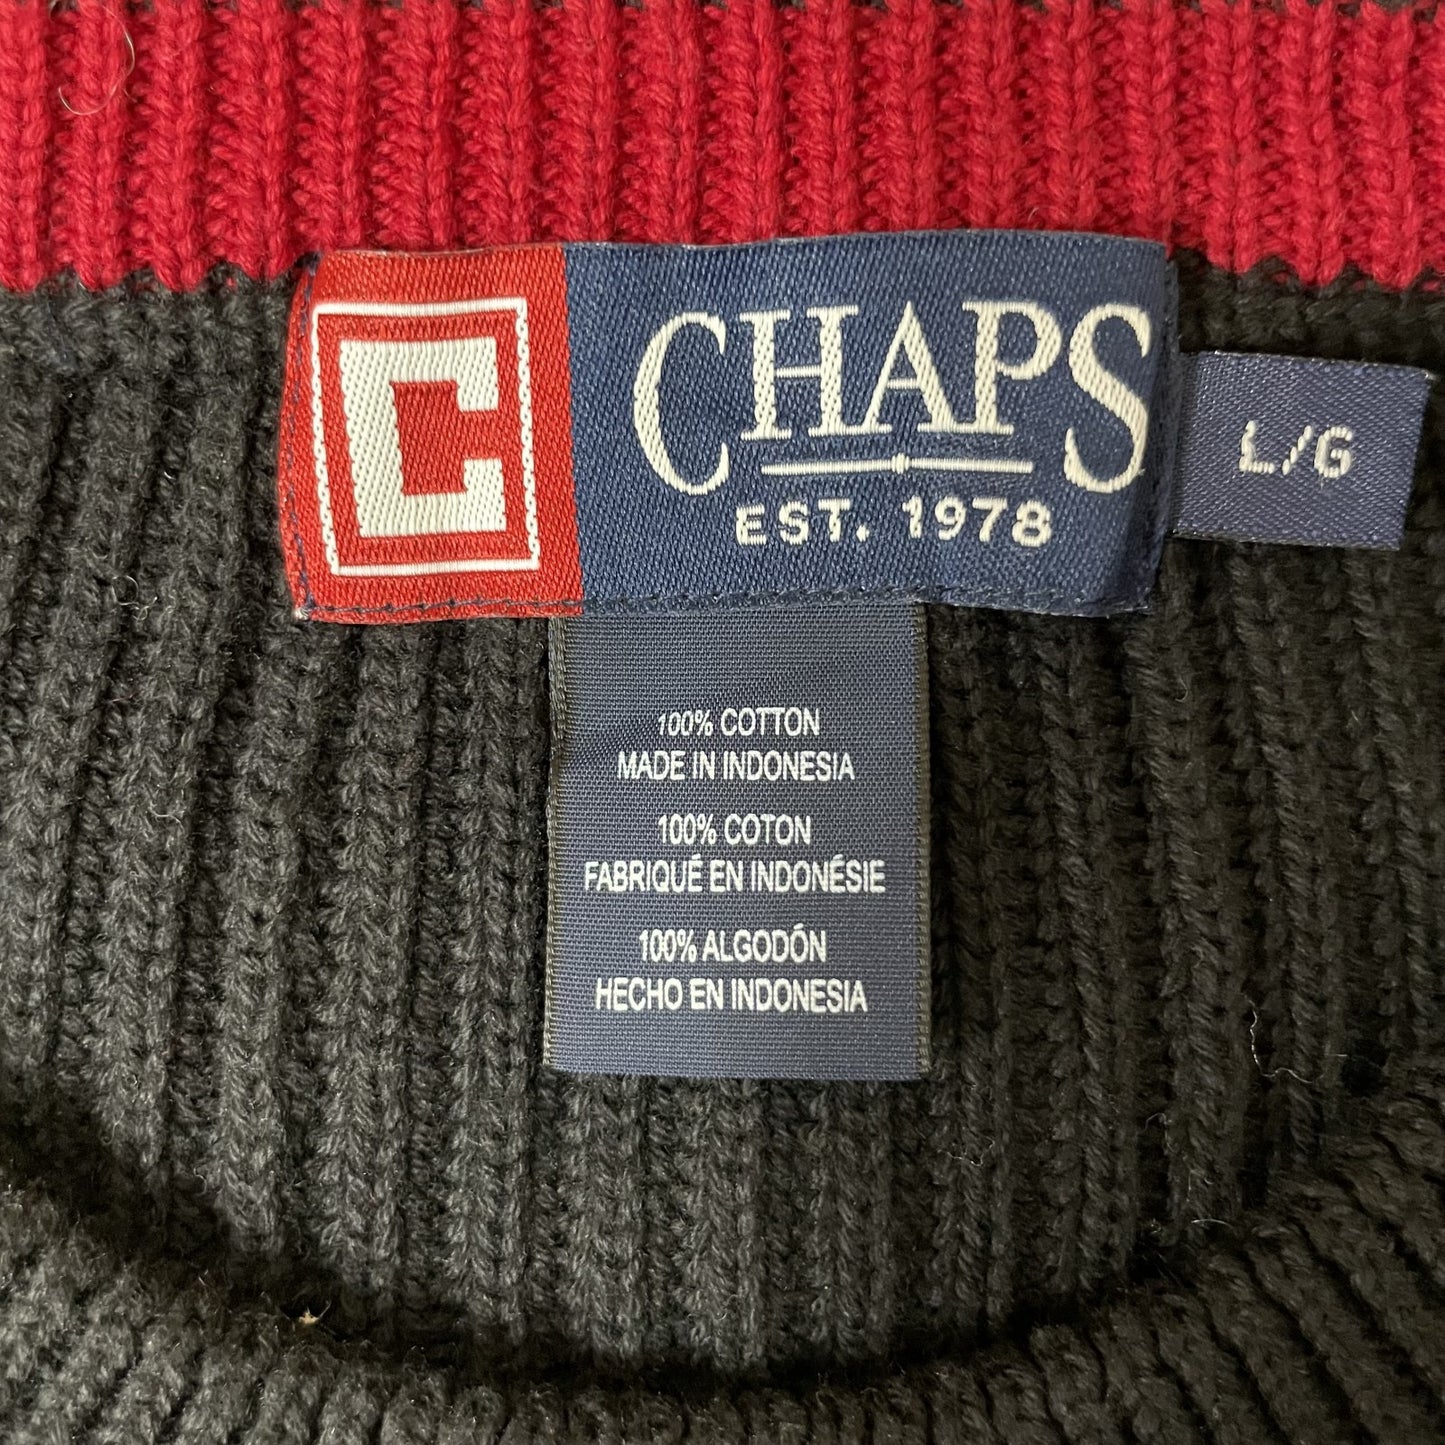 C CHAPS
EST. 1978
L/G
100% COTTON
MADE IN INDONESIA
100% COTON
FABRIQUÉ EN INDONÉSIE
100% ALGODÓN
HECHO EN INDONESIA